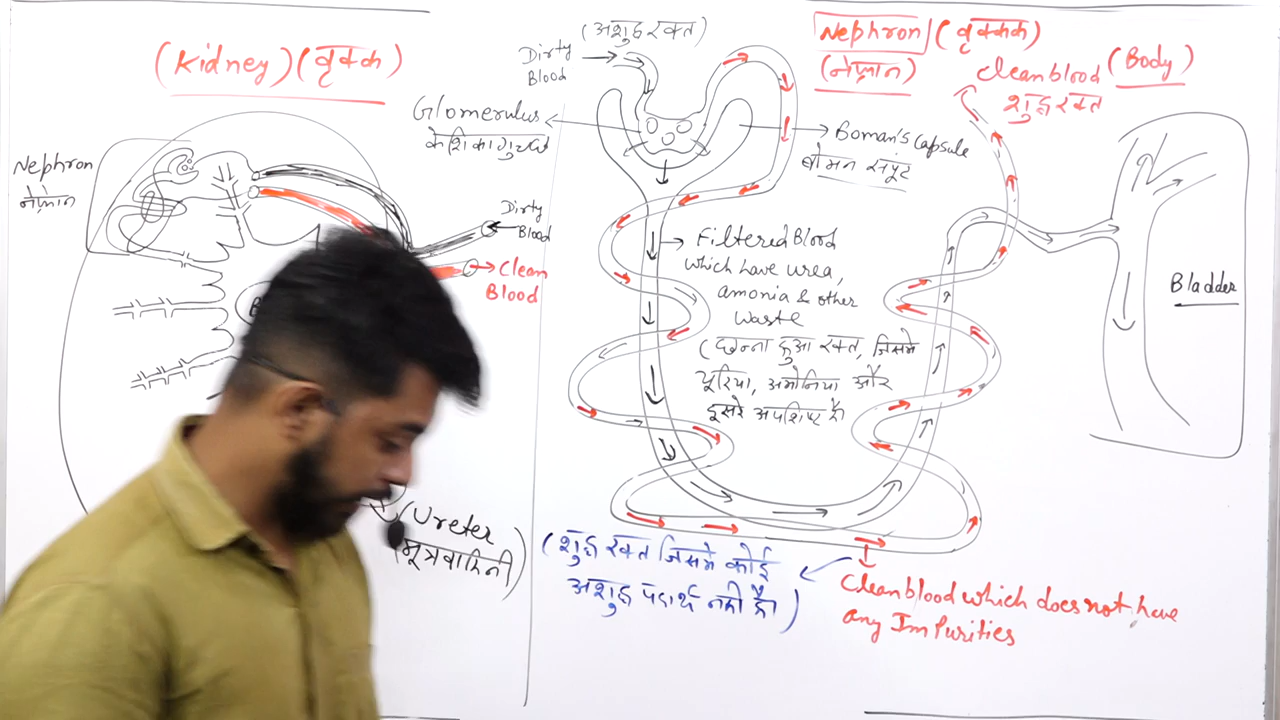 (Kidney) (वृक्क)
Nephron
नेफ्रान
Dirty
Blood
Clean
Blood
(Ureter
(मूत्रवाहिनी)
(अशुद्ध रक्त)
Dirty
Blood
Glomerulus
केशिकागुच्छ
Nephron (वृक्कक)
(नेफ्रान)
Clean blood (Body)
शुद्ध रक्त
Boman's Capsule
बोमन संपुट
Filtered Blood
which have urea,
amonia & other
waste
(छन्ना हुआ रक्त, जिसमे
यूरिया, अमोनिया और
दूसरे अपशिष्ट है।
Bladder
(शुद्ध रक्त जिसमे कोई
अशुद्ध पदार्थ नही है।)
Clean blood which does not have
any Impurities